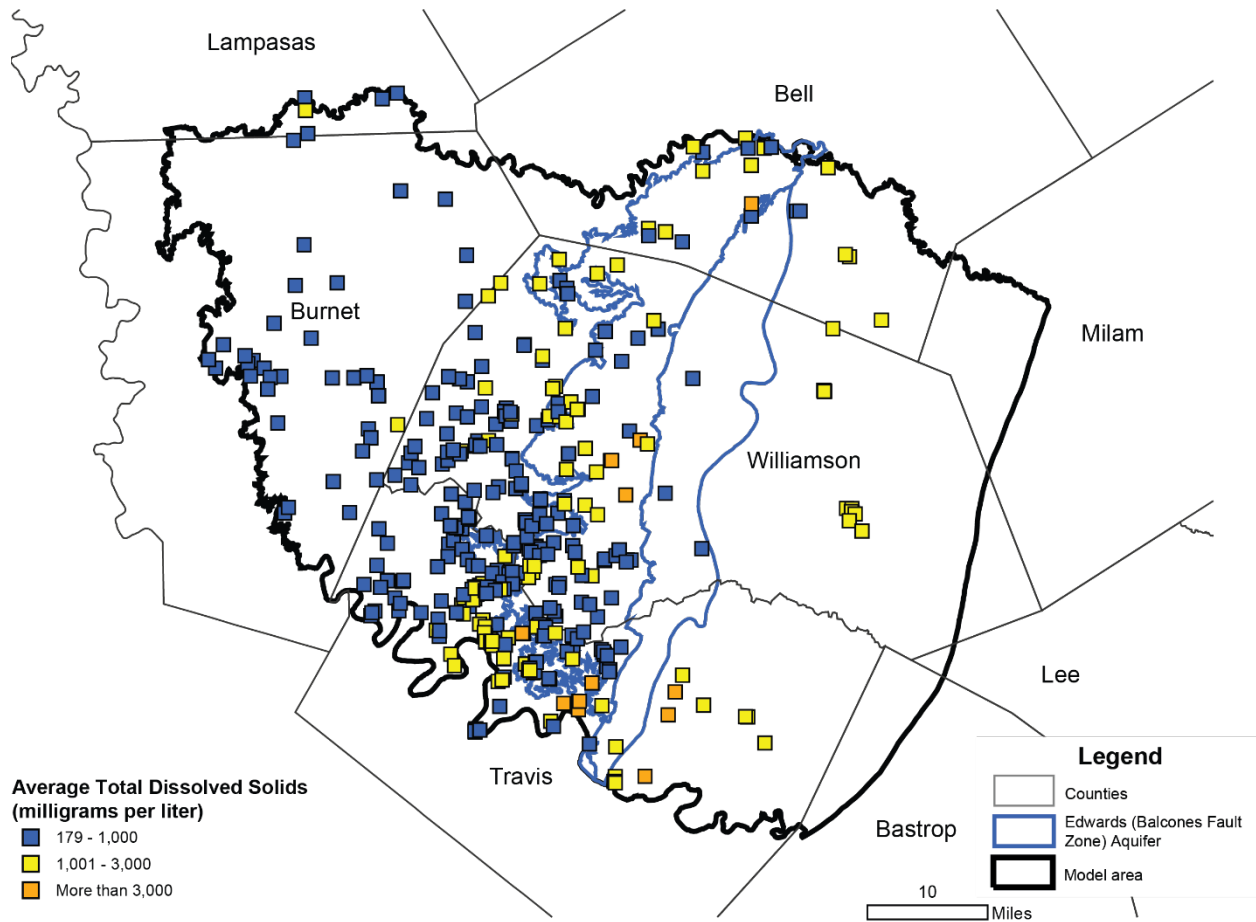 Lampasas
Bell
Burnet
Milam
Williamson
Lee
Travis
Bastrop
Average Total Dissolved Solids
(milligrams per liter)
179 - 1,000
1,001 - 3,000
More than 3,000
Legend
Counties
Edwards (Balcones Fault
Zone) Aquifer
Model area
10
Miles